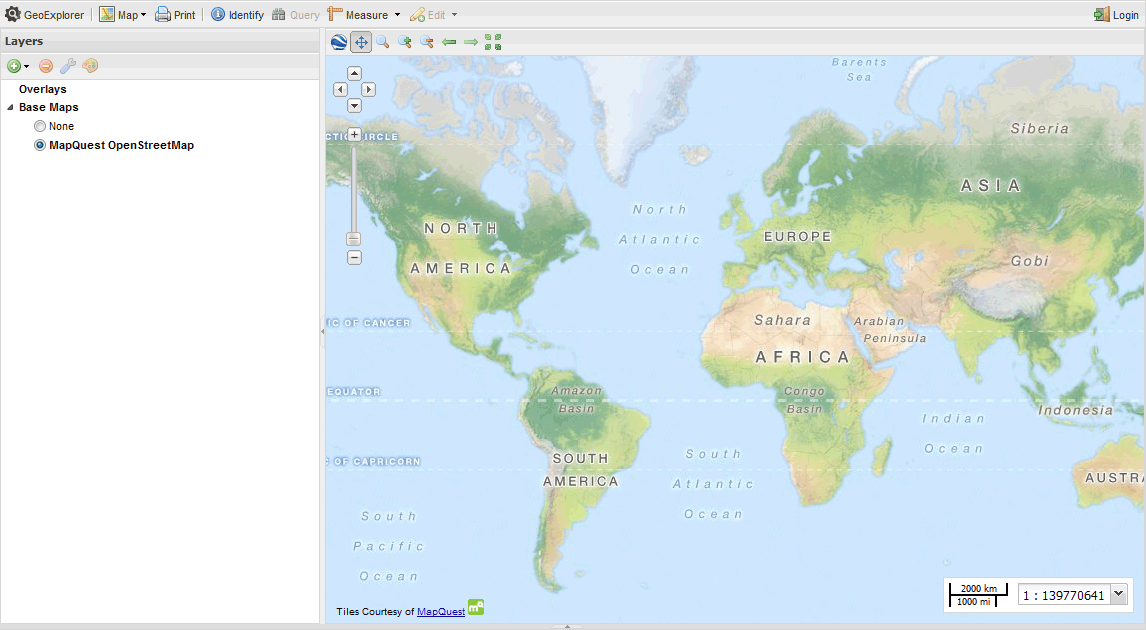 GeoExplorer Map Print Identify Query Measure Edit Login
Layers
Overlays
Base Maps
None
MapQuest OpenStreetMap
Barents
Sea
CTIC CIRCLE
Siberia
ASIA
NORTH
AMERICA
North
Atlantic
Ocean
EUROPE
Gobi
IC OF CANCER
Sahara
Arabian
Peninsula
AFRICA
EQUATOR
Amazon
Basin
Congo
Basin
Indonesia
Indian
Ocean
C OF CAPRICORN
SOUTH
AMERICA
South
Atlantic
Ocean
AUSTRA
South
Pacific
Ocean
2000 km
1000 mi
1 : 139770641
Tiles Courtesy of MapQuest mq